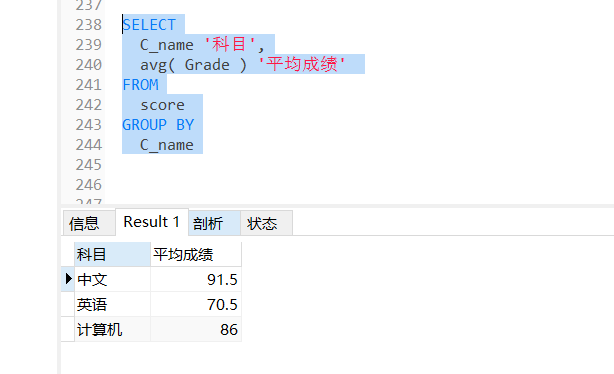 237
238 SELECT
239 C_name '科目',
240 avg( Grade ) '平均成绩'
241 FROM
242 score
243 GROUP BY
244 C_name
245
246
信息 Result 1 剖析 状态
科目 平均成绩
中文 91.5
英语 70.5
计算机 86